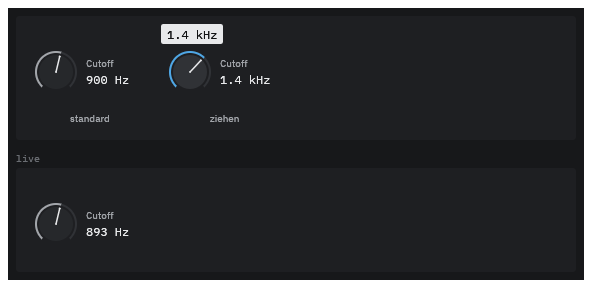 1.4 kHz
Cutoff
900 Hz
Cutoff
1.4 kHz
standard
ziehen
live
Cutoff
893 Hz